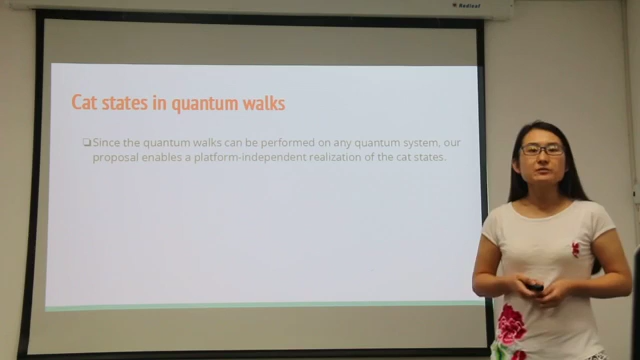 Cat states in quantum walks
Since the quantum walks can be performed on any quantum system, our
proposal enables a platform-independent realization of the cat states.